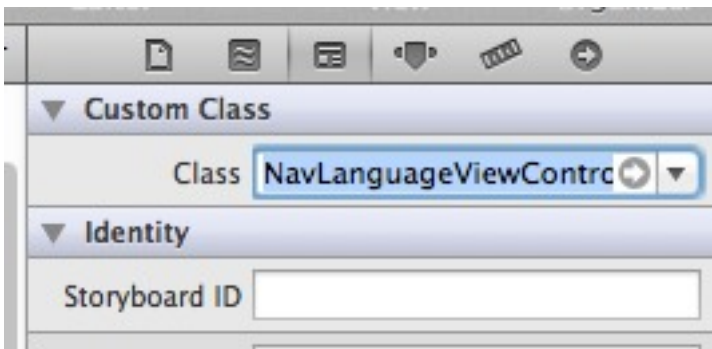 Custom Class
Class NavLanguageViewContro
Identity
Storyboard ID